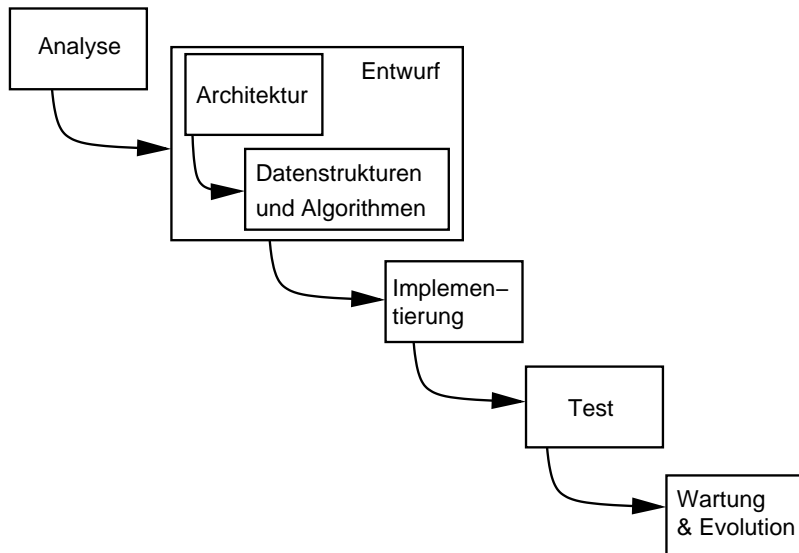 Analyse
Entwurf
Architektur
Datenstrukturen
und Algorithmen
Implemen–
tierung
Test
Wartung
& Evolution